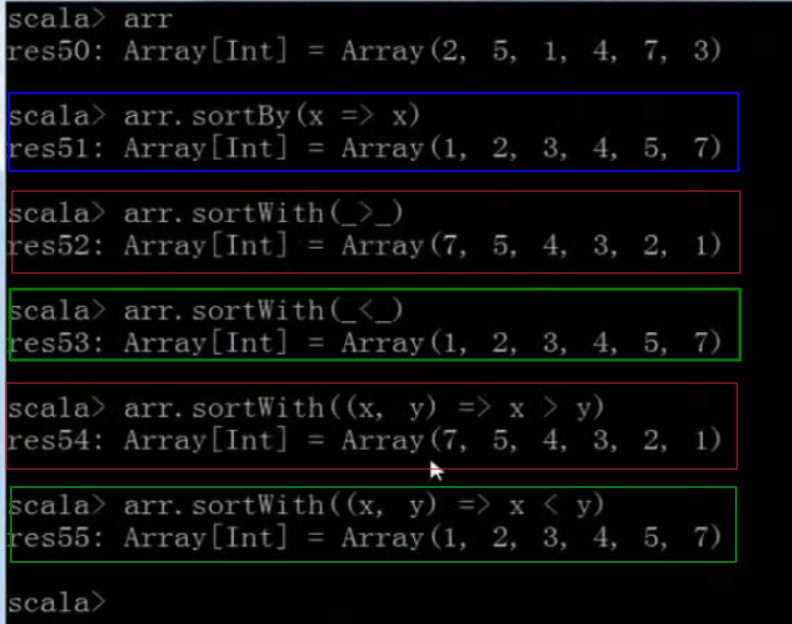 scala> arr
res50: Array[Int] = Array(2, 5, 1, 4, 7, 3)
scala> arr.sortBy(x => x)
res51: Array[Int] = Array(1, 2, 3, 4, 5, 7)
scala> arr.sortWith(_>_)
res52: Array[Int] = Array(7, 5, 4, 3, 2, 1)
scala> arr.sortWith(_<_)
res53: Array[Int] = Array(1, 2, 3, 4, 5, 7)
scala> arr.sortWith((x, y) => x > y)
res54: Array[Int] = Array(7, 5, 4, 3, 2, 1)
scala> arr.sortWith((x, y) => x < y)
res55: Array[Int] = Array(1, 2, 3, 4, 5, 7)
scala>